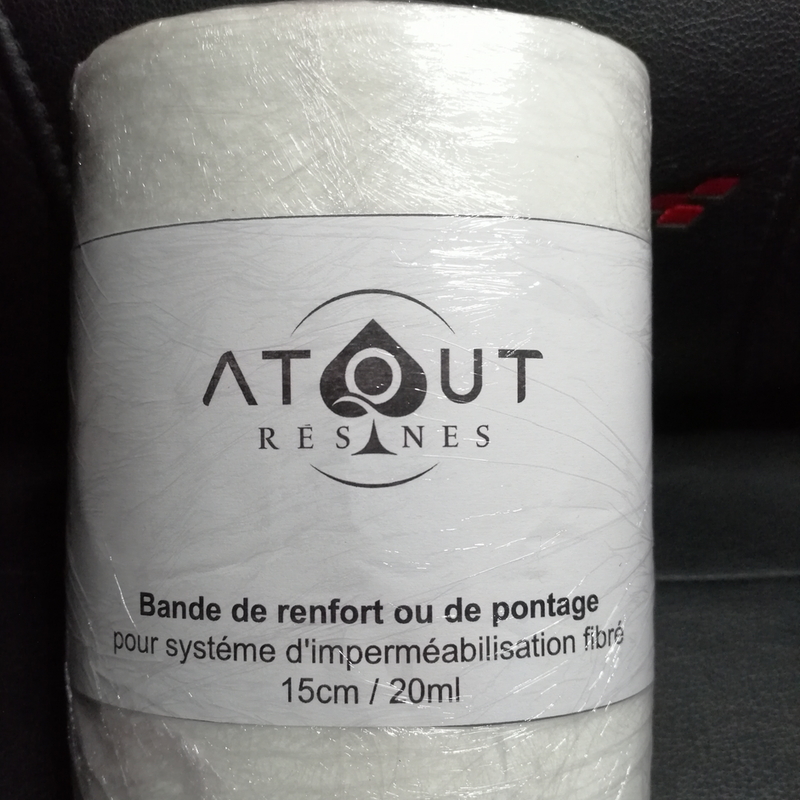 ATOUT
RÉSINES
Bande de renfort ou de pontage
pour systéme d'imperméabilisation fibré
15cm / 20ml